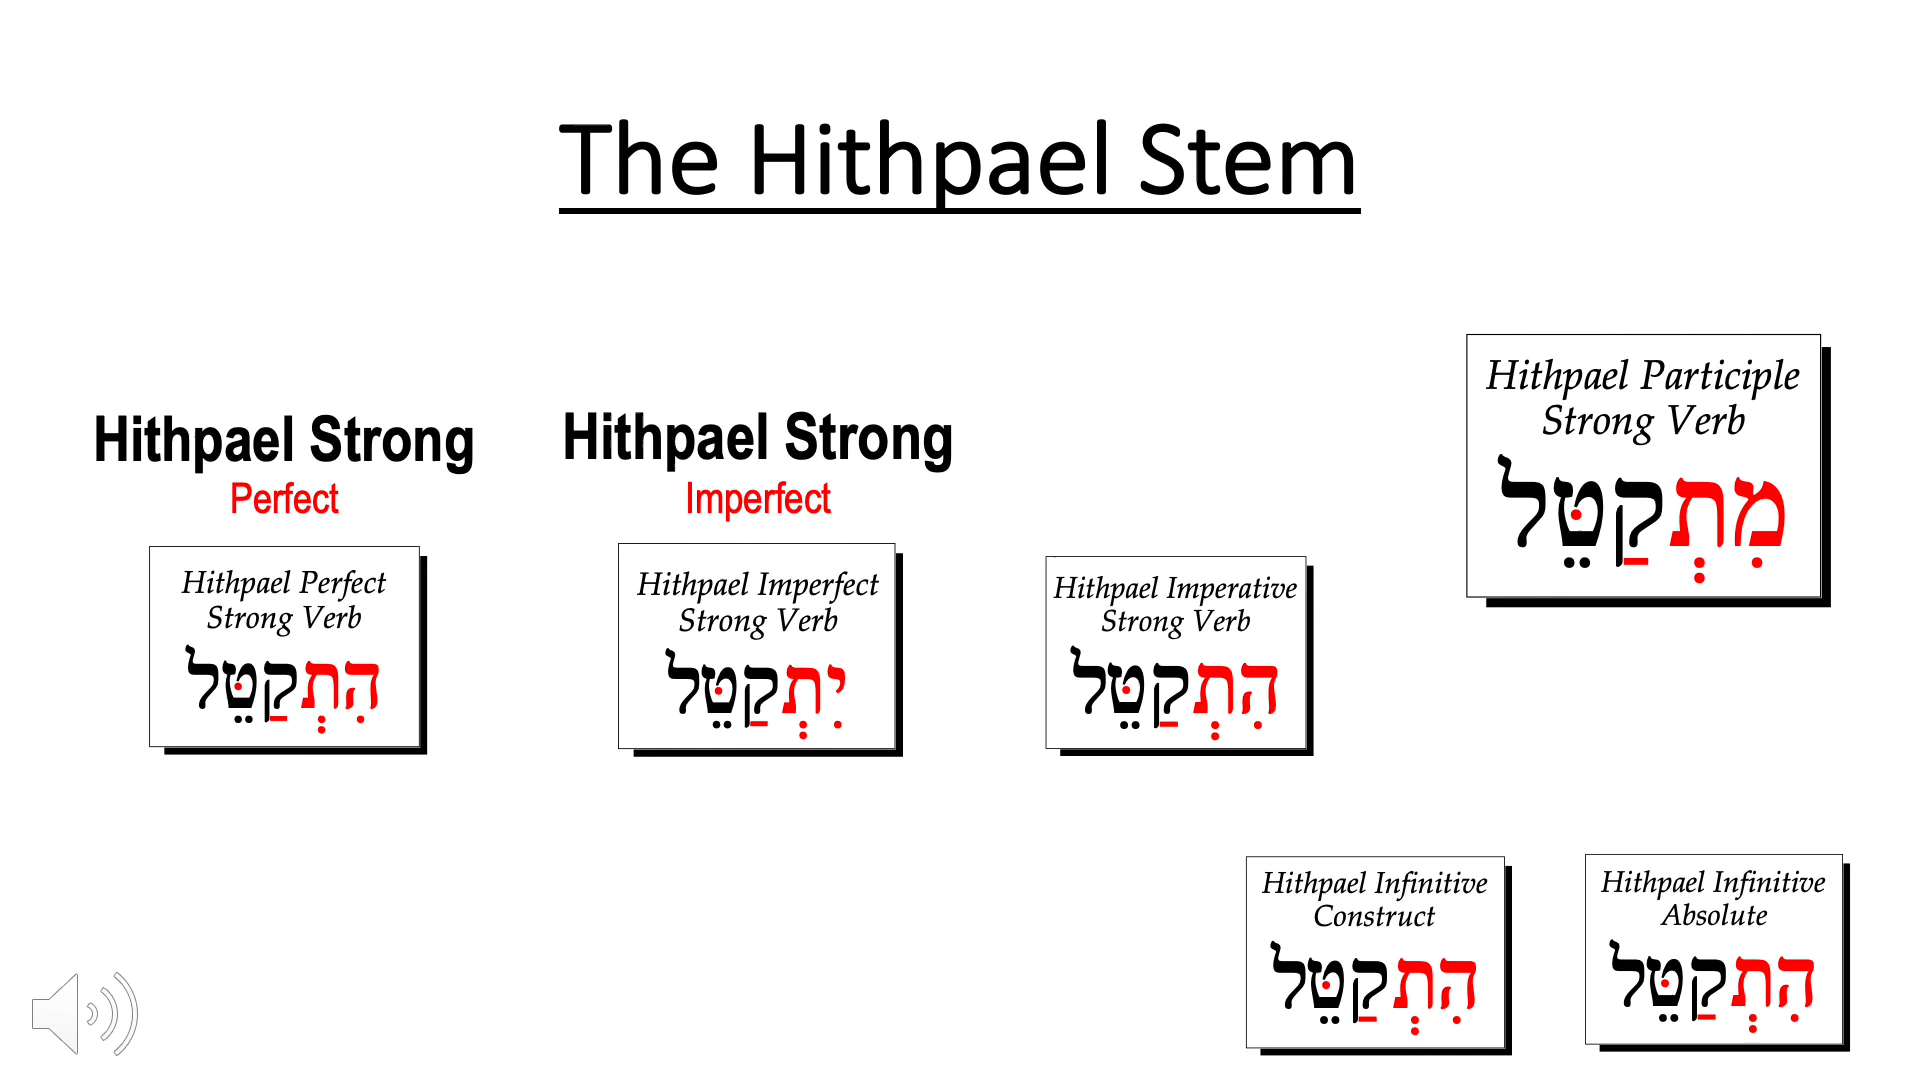 The Hithpael Stem
Hithpael Strong
Perfect
Hithpael Perfect
Strong Verb
הִתְקַטֵּל
Hithpael Strong
Imperfect
Hithpael Imperfect
Strong Verb
יִתְקַטֵּל
Hithpael Imperative
Strong Verb
הִתְקַטֵּל
Hithpael Participle
Strong Verb
מִתְקַטֵּל
Hithpael Infinitive
Construct
הִתְקַטֵּל
Hithpael Infinitive
Absolute
הִתְקַטֵּל